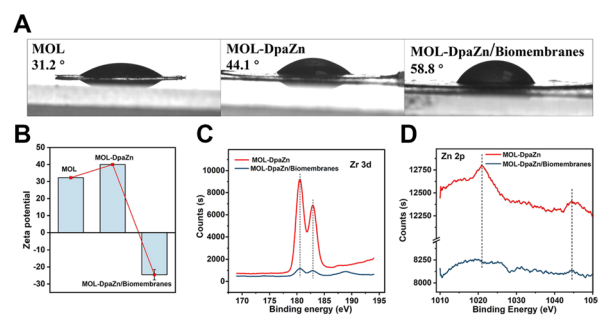 A
MOL
31.2 °
MOL-DpaZn
44.1 °
MOL-DpaZn/Biomembranes
58.8 °
B
Zeta potential
50
40
30
20
10
0
-10
-20
-30
MOL
MOL-DpaZn
MOL-DpaZn/Biomembranes
C
Counts (s)
10000
8000
6000
4000
2000
0
MOL-DpaZn
MOL-DpaZn/Biomembranes
Zr 3d
170 175 180 185 190 195
Binding energy (eV)
D
Zn 2p
Counts (s)
12750
12500
12250
8500
8250
MOL-DpaZn
MOL-DpaZn/Biomembranes
1010 1020 1030 1040 1050
Binding Energy (eV)